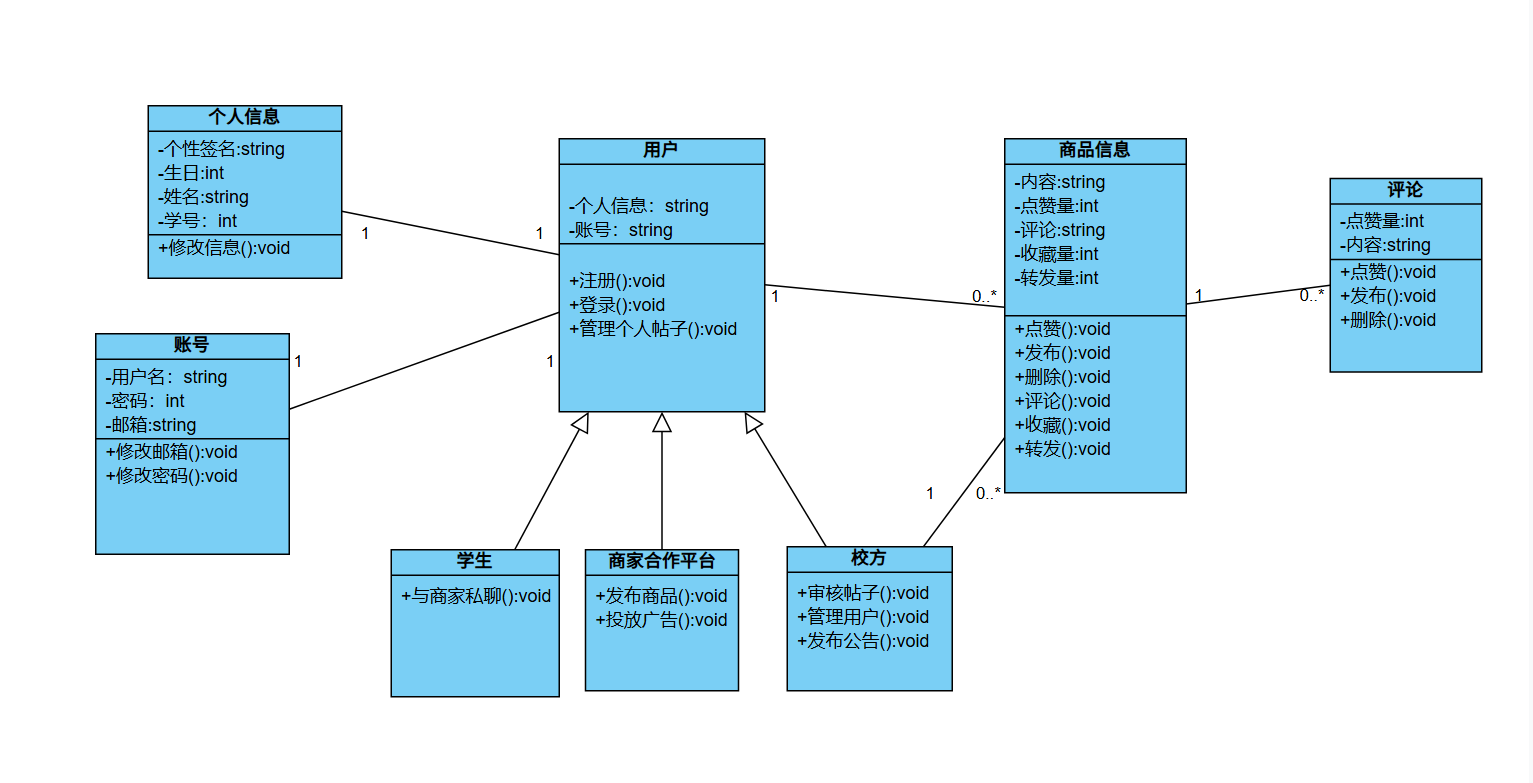 个人信息
-个性签名:string
-生日:int
-姓名:string
-学号：int
+修改信息():void
1
1
账号
-用户名：string
-密码：int
-邮箱:string
+修改邮箱():void
+修改密码():void
1
1
用户
-个人信息：string
-账号：string
+注册():void
+登录():void
+管理个人帖子():void
1
0..*
商品信息
-内容:string
-点赞量:int
-评论:string
-收藏量:int
-转发量:int
+点赞():void
+发布():void
+删除():void
+评论():void
+收藏():void
+转发():void
1
0..*
评论
-点赞量:int
-内容:string
+点赞():void
+发布():void
+删除():void
1
0..*
学生
+与商家私聊():void
商家合作平台
+发布商品():void
+投放广告():void
校方
+审核帖子():void
+管理用户():void
+发布公告():void